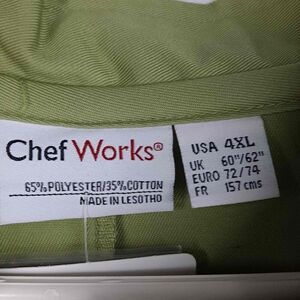 Chef Works®
65% POLYESTER/35% COTTON
MADE IN LESOTHO
USA 4XL
UK 60"/62"
EURO 72/74
FR 157 cms